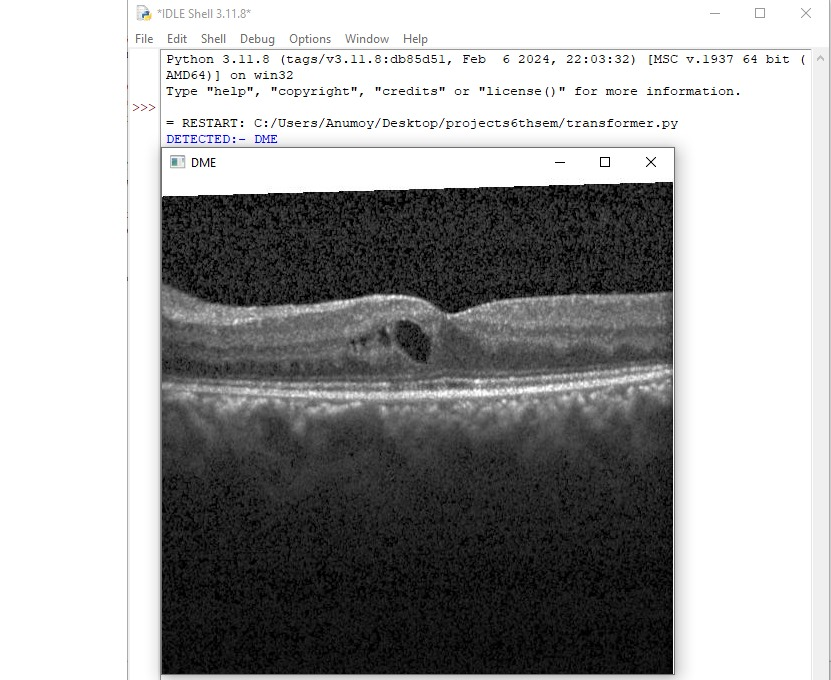 *IDLE Shell 3.11.8*
File Edit Shell Debug Options Window Help
Python 3.11.8 (tags/v3.11.8:db85d51, Feb  6 2024, 22:03:32) [MSC v.1937 64 bit (
AMD64)] on win32
Type "help", "copyright", "credits" or "license()" for more information.
>>>
= RESTART: C:/Users/Anumoy/Desktop/projects6thsem/transformer.py
DETECTED:- DME
DME